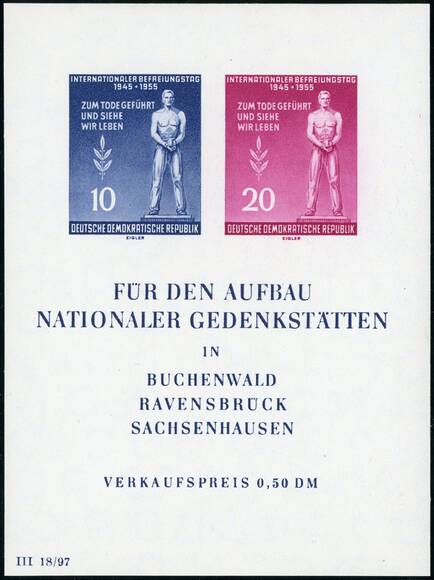 INTERNATIONALER BEFREIUNGSTAG
1945 • 1955
ZUM TODE GEFÜHRT
UND SIEHE
WIR LEBEN
10
DEUTSCHE DEMOKRATISCHE REPUBLIK
EIGLER
INTERNATIONALER BEFREIUNGSTAG
1945 • 1955
ZUM TODE GEFÜHRT
UND SIEHE
WIR LEBEN
20
DEUTSCHE DEMOKRATISCHE REPUBLIK
EIGLER
FÜR DEN AUFBAU
NATIONALER GEDENKSTÄTTEN
IN
BUCHENWALD
RAVENSBRÜCK
SACHSENHAUSEN
VERKAUFSPREIS 0,50 DM
III 18/97